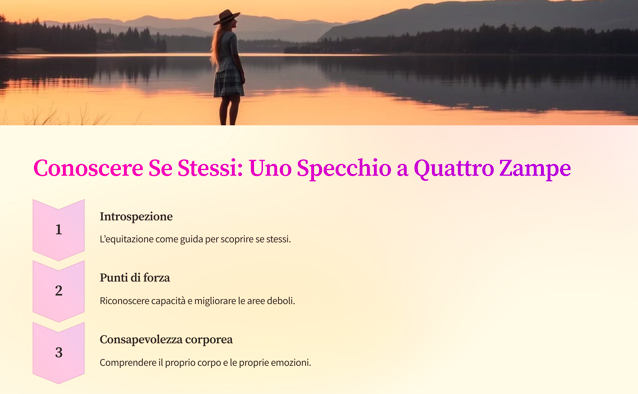 Conoscere Se Stessi: Uno Specchio a Quattro Zampe
1
Introspezione
L'equitazione come guida per scoprire se stessi.
2
Punti di forza
Riconoscere capacità e migliorare le aree deboli.
3
Consapevolezza corporea
Comprendere il proprio corpo e le proprie emozioni.